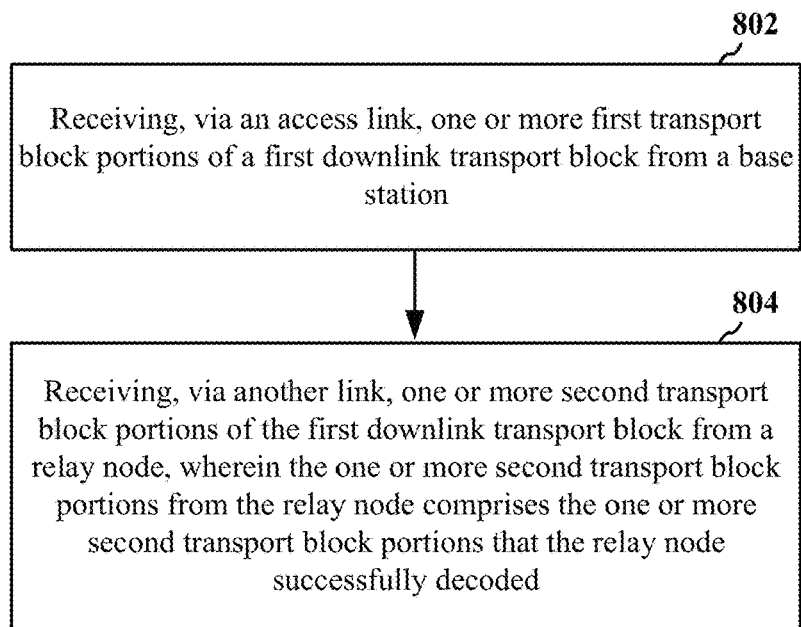 802
Receiving, via an access link, one or more first transport
block portions of a first downlink transport block from a base
station
804
Receiving, via another link, one or more second transport
block portions of the first downlink transport block from a
relay node, wherein the one or more second transport block
portions from the relay node comprises the one or more
second transport block portions that the relay node
successfully decoded